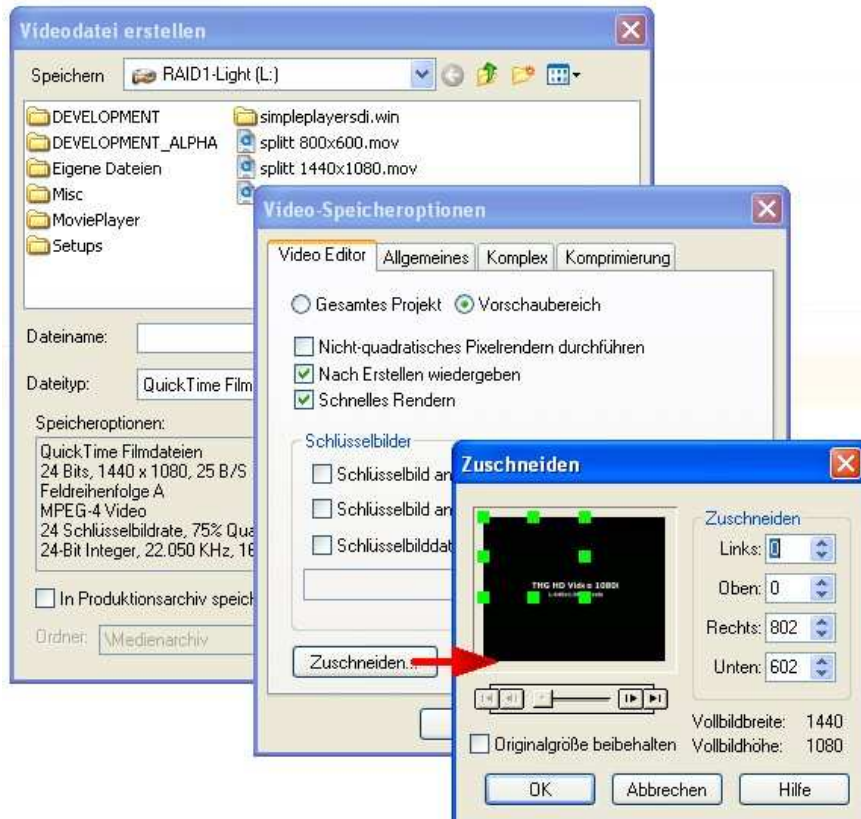 Videodatei erstellen
Speichern RAID1-Light (L:)
DEVELOPMENT
DEVELOPMENT_ALPHA
Eigene Dateien
Misc
MoviePlayer
Setups
simpleplayersdi.win
splitt 800x600.mov
splitt 1440x1080.mov
Dateiname:
Dateityp: QuickTime Film
Speicheroptionen:
QuickTime Filmdateien
24 Bits, 1440 x 1080, 25 B/S
Feldreihenfolge A
MPEG-4 Video
24 Schlüsselbildrate, 75% Qua
24-Bit Integer, 22.050 KHz, 16
In Produktionsarchiv speich
Ordner: \Medienarchiv
Video-Speicheroptionen
Video Editor Allgemeines Komplex Komprimierung
Gesamtes Projekt Vorschaubereich
Nicht-quadratisches Pixelrendern durchführen
Nach Erstellen wiedergeben
Schnelles Rendern
Schlüsselbilder
Schlüsselbild an
Schlüsselbild an
Schlüsselbilddat
Zuschneiden...
Zuschneiden
THG HD Video 1080i
Zuschneiden
Links: 0
Oben: 0
Rechts: 802
Unten: 602
Vollbildbreite: 1440
Originalgröße beibehalten Vollbildhöhe: 1080
OK Abbrechen Hilfe